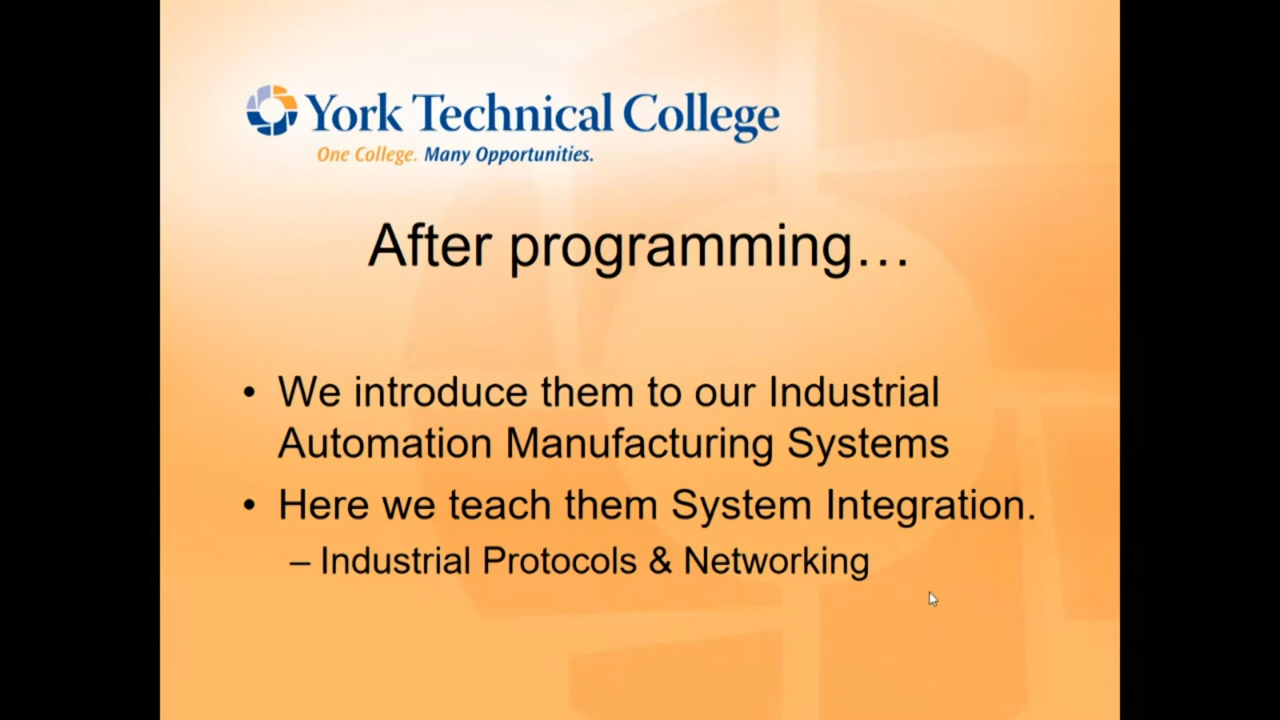 York Technical College
One College. Many Opportunities.
After programming…
• We introduce them to our Industrial
Automation Manufacturing Systems
• Here we teach them System Integration.
– Industrial Protocols & Networking